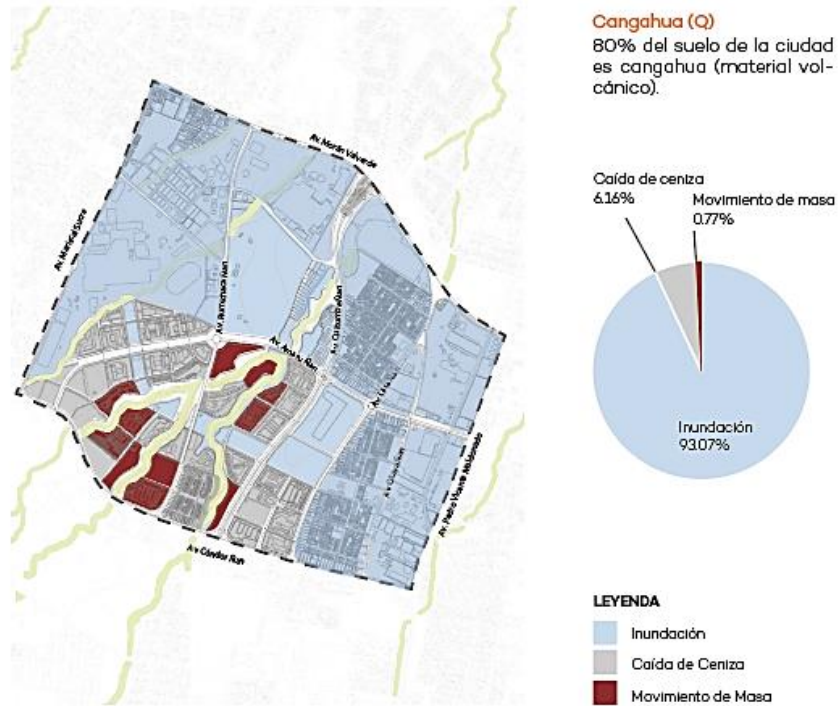 Cangahua (Q)
80% del suelo de la ciudad
es cangahua (material vol-
cánico).
Av. Morán Valverde
Av. Mariscal Sucre
Av. Rumichaca Ñan
Av. Quitumbe Ñan
Av. Amaru Ñan
Av. Pedro Vicente Maldonado
Av. Cóndor Ñan
Caída de ceniza
6.16%
Movimiento de masa
0.77%
Inundación
93.07%
LEYENDA
Inundación
Caída de Ceniza
Movimiento de Masa